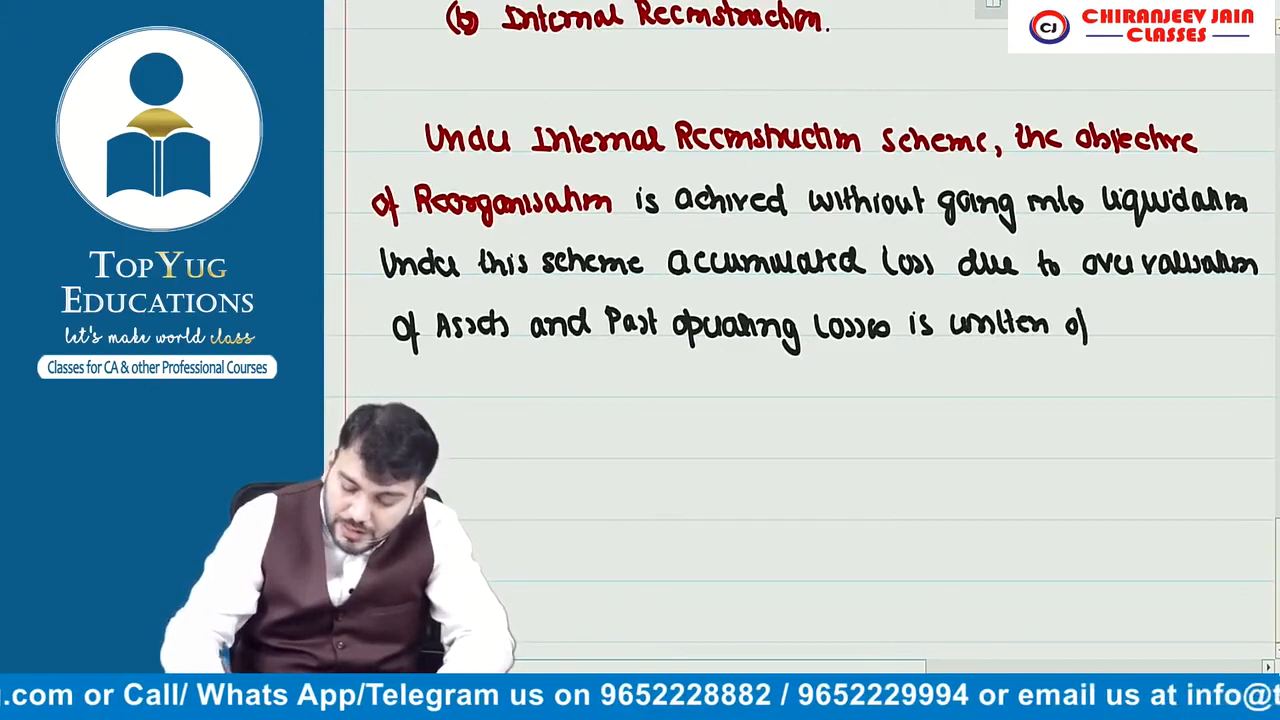 (b) Internal Reconstruction.
CJ
CHIRANJEEV JAIN
CLASSES
Under Internal Reconstruction Scheme, the objective
of Reorganisation is achived withiout going into liquidation
Under this scheme accumulated loss due to overvaluation
of Assets and Past operating losses is written of
TOPYUG
EDUCATIONS
let's make world class
Classes for CA & other Professional Courses
g.com or Call/ Whats App/Telegram us on 9652228882 / 9652229994 or email us at info@t